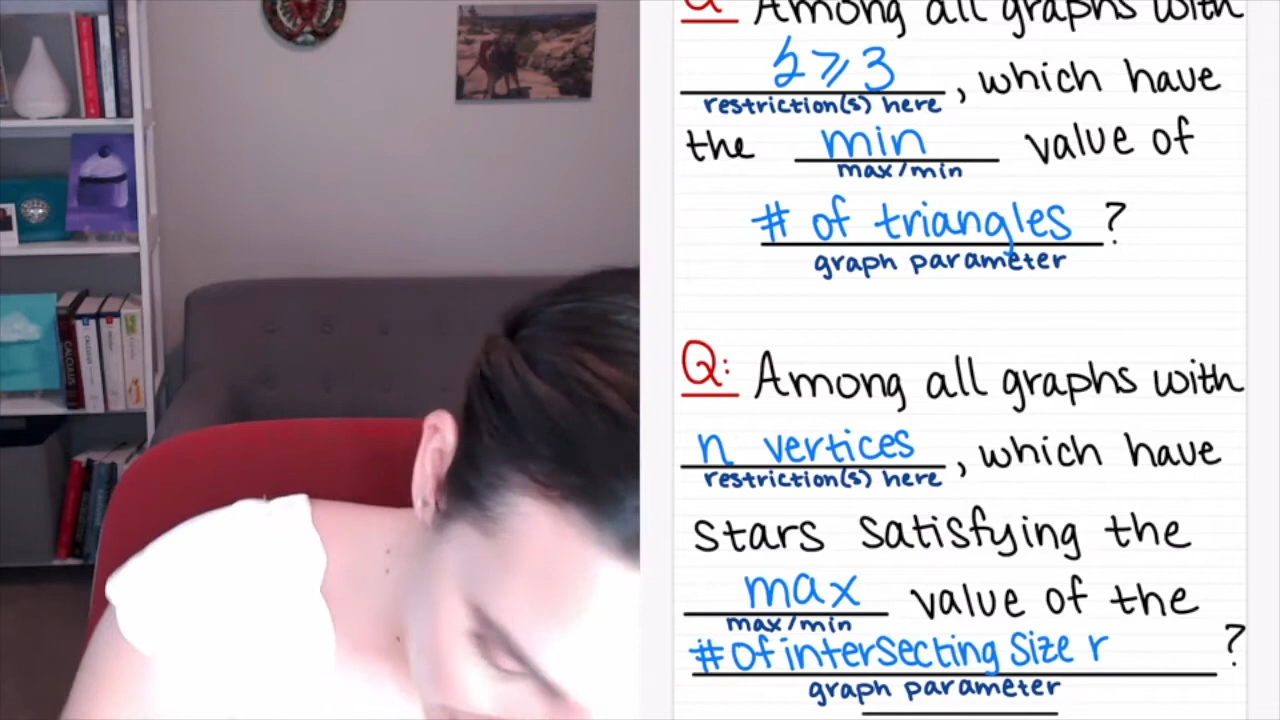 Q: Among all graphs with
δ ≥ 3, which have
restriction(s) here
the min value of
max/min
# of triangles?
graph parameter
Q: Among all graphs with
n vertices, which have
restriction(s) here
stars satisfying the
max value of the
max/min
# of intersecting size r?
graph parameter
CALCULUS